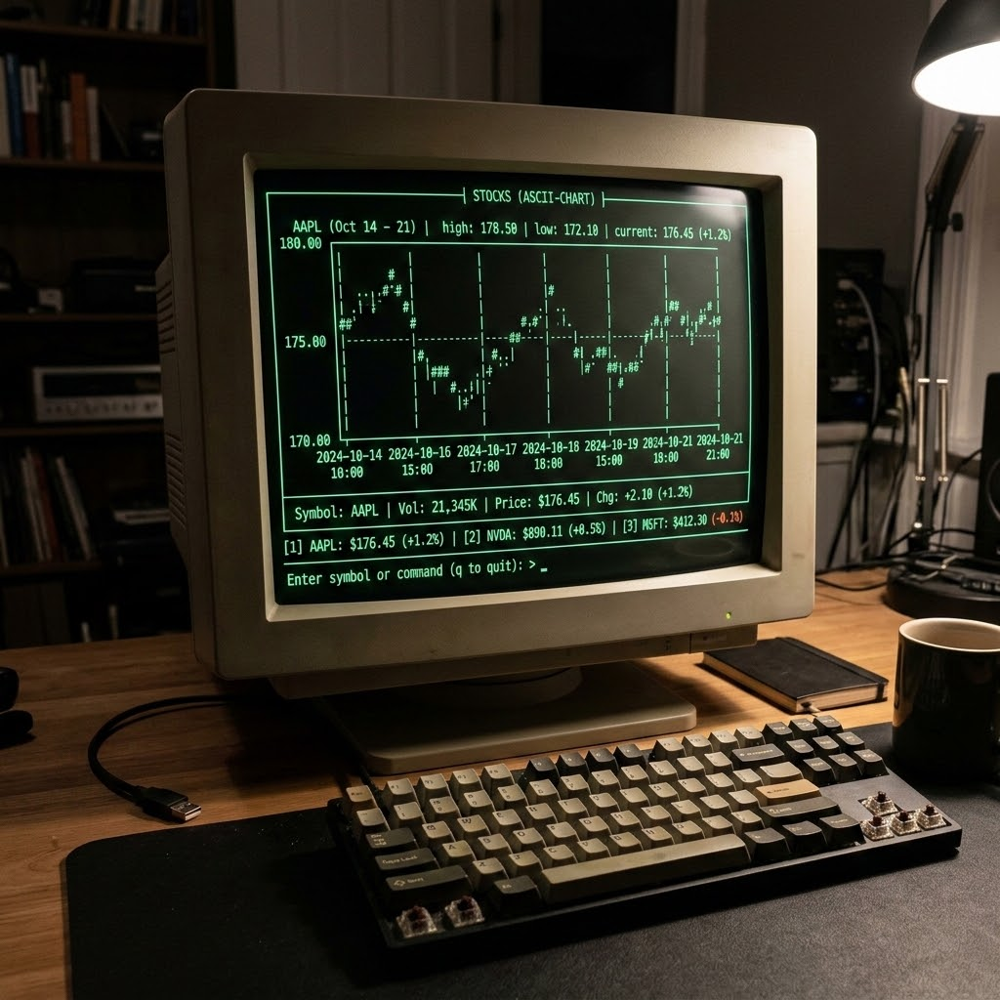 STOCKS (ASCII-CHART)
AAPL (Oct 14 – 21) | high: 178.50 | low: 172.10 | current: 176.45 (+1.2%)
180.00
175.00
170.00
2024-10-14 2024-10-16 2024-10-17 2024-10-18 2024-10-19 2024-10-21 2024-10-21
10:00 15:00 17:00 18:00 15:00 18:00 21:00
Symbol: AAPL | Vol: 21,345K | Price: $176.45 | Chg: +2.10 (+1.2%)
[1] AAPL: $176.45 (+1.2%) | [2] NVDA: $890.11 (+0.5%) | [3] MSFT: $412.30 (-0.1%)
Enter symbol or command (q to quit): > _